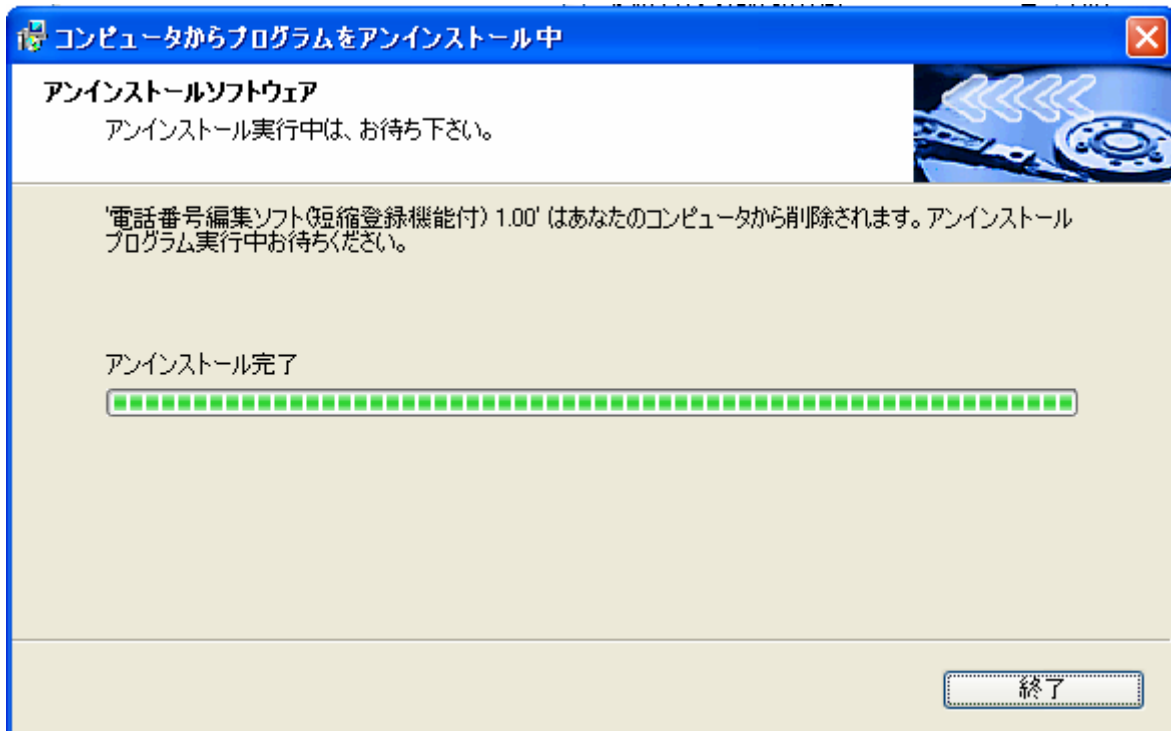 コンピュータからプログラムをアンインストール中
アンインストールソフトウェア
アンインストール実行中は、お待ち下さい。
'電話番号編集ソフト(短縮登録機能付) 1.00' はあなたのコンピュータから削除されます。アンインストール
プログラム実行中お待ちください。
アンインストール完了
終了